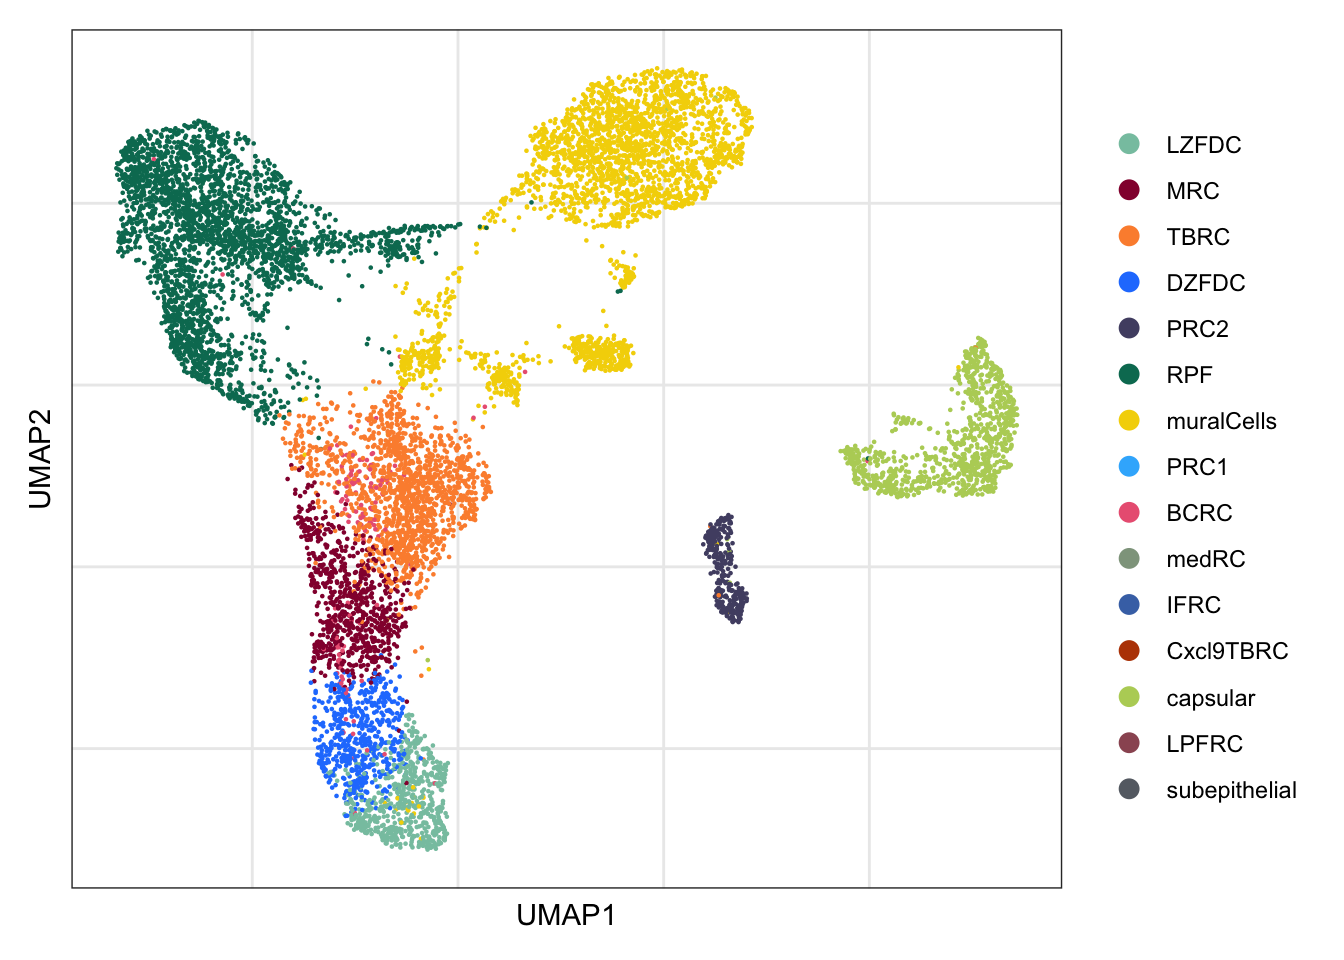 UMAP2
UMAP1
LZFDC
MRC
TBRC
DZFDC
PRC2
RPF
muralCells
PRC1
BCRC
medRC
IFRC
Cxcl9TBRC
capsular
LPFRC
subepithelial